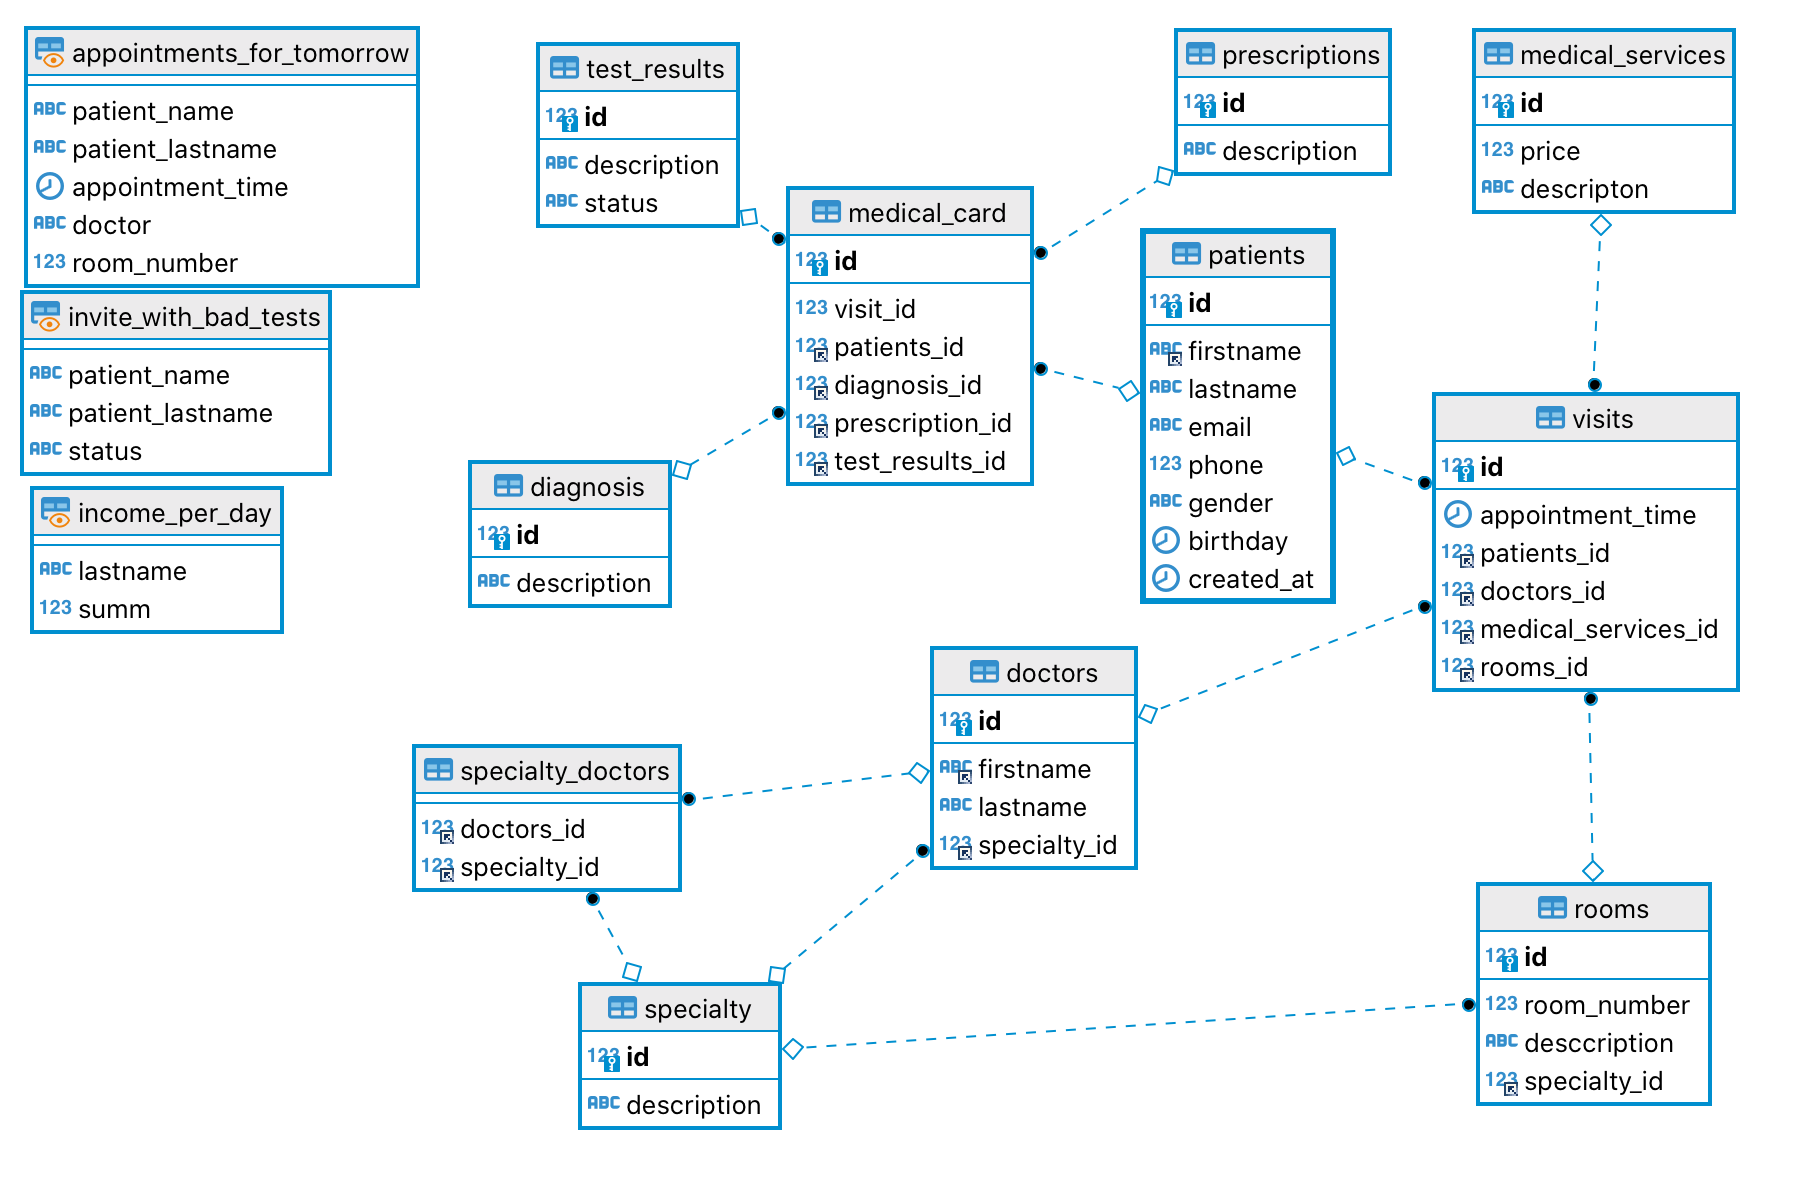 appointments_for_tomorrow
ABC patient_name
ABC patient_lastname
appointment_time
ABC doctor
123 room_number
invite_with_bad_tests
ABC patient_name
ABC patient_lastname
ABC status
income_per_day
ABC lastname
123 summ
test_results
123 id
ABC description
ABC status
medical_card
123 id
123 visit_id
123 patients_id
123 diagnosis_id
123 prescription_id
123 test_results_id
diagnosis
123 id
ABC description
prescriptions
123 id
ABC description
patients
123 id
ABC firstname
ABC lastname
ABC email
123 phone
ABC gender
birthday
created_at
medical_services
123 id
123 price
ABC descripton
visits
123 id
appointment_time
123 patients_id
123 doctors_id
123 medical_services_id
123 rooms_id
doctors
123 id
ABC firstname
ABC lastname
123 specialty_id
specialty_doctors
123 doctors_id
123 specialty_id
specialty
123 id
ABC description
rooms
123 id
123 room_number
ABC desccription
123 specialty_id